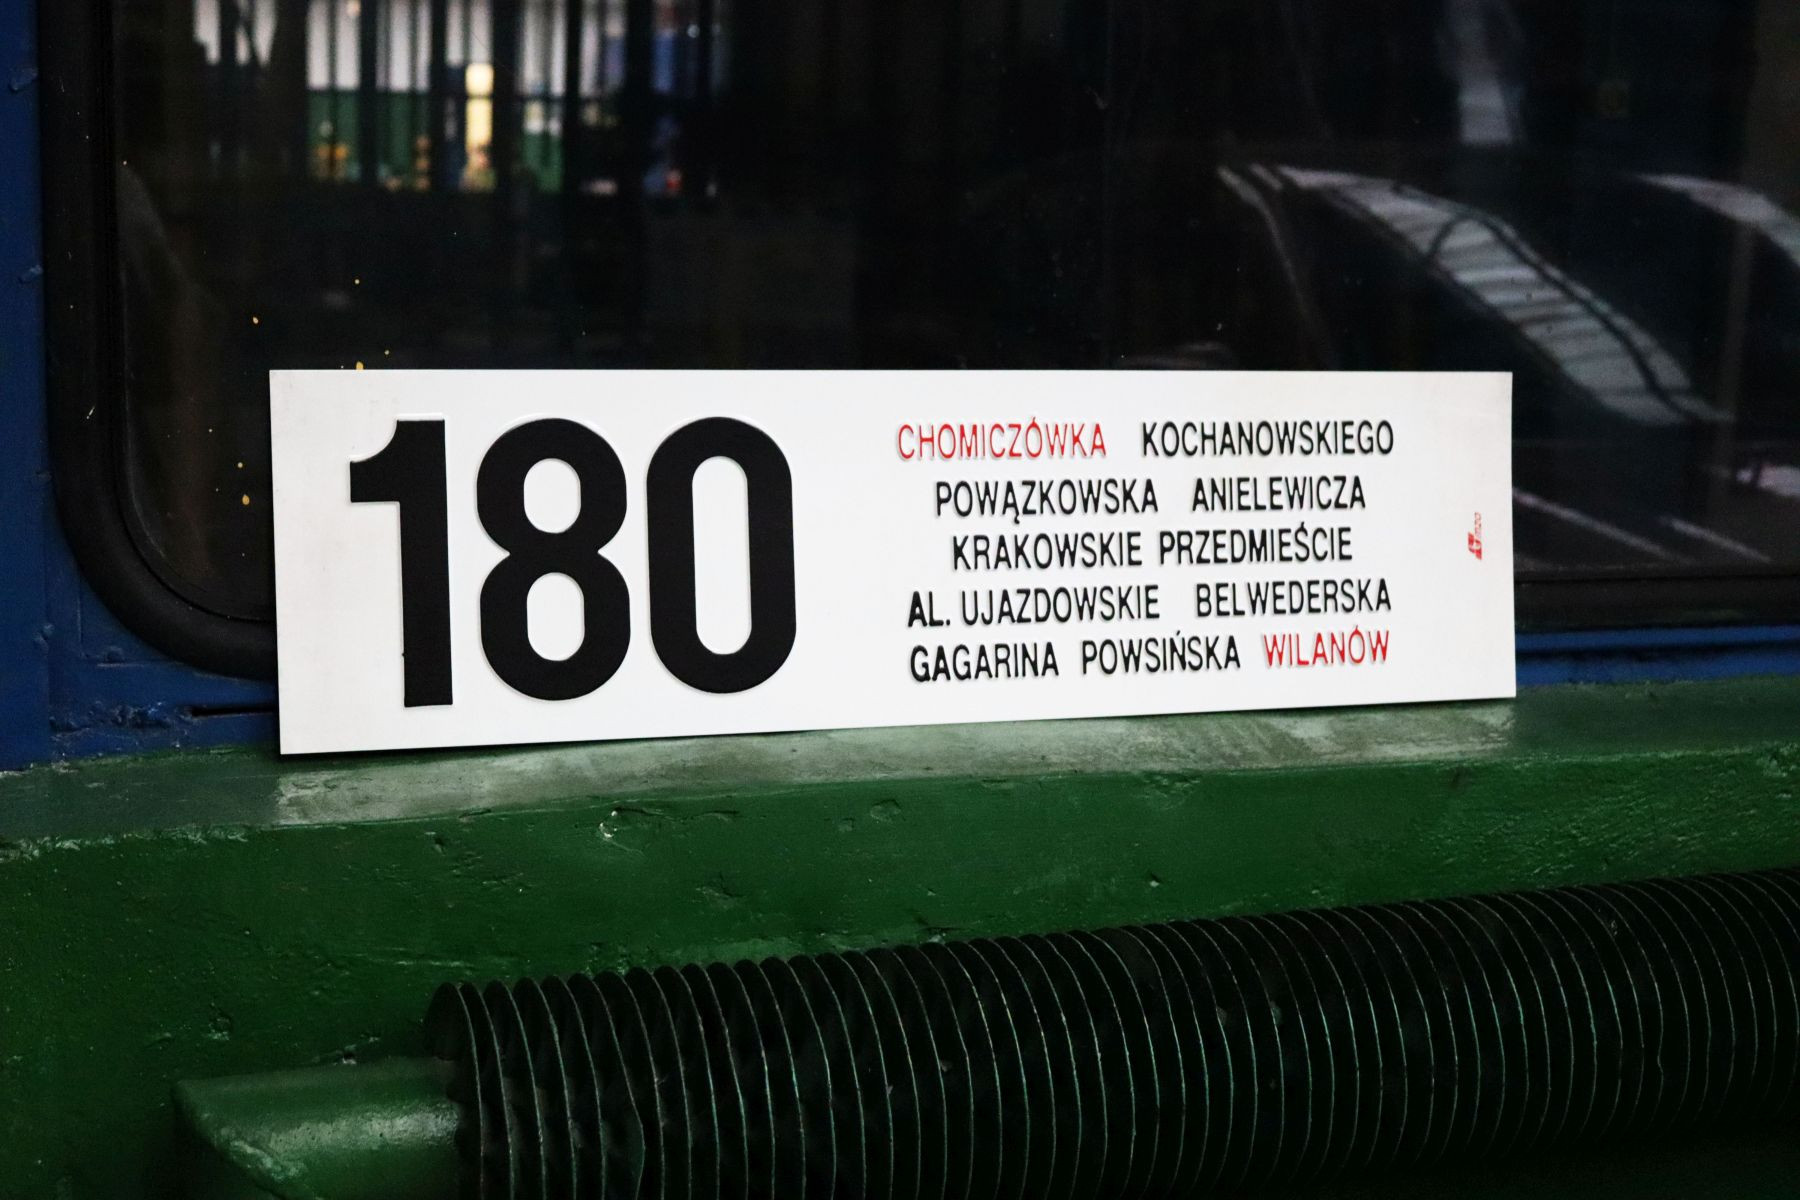 180
CHOMICZÓWKA KOCHANOWSKIEGO
POWĄZKOWSKA ANIELEWICZA
KRAKOWSKIE PRZEDMIEŚCIE
AL. UJAZDOWSKIE BELWEDERSKA
GAGARINA POWSIŃSKA WILANÓW